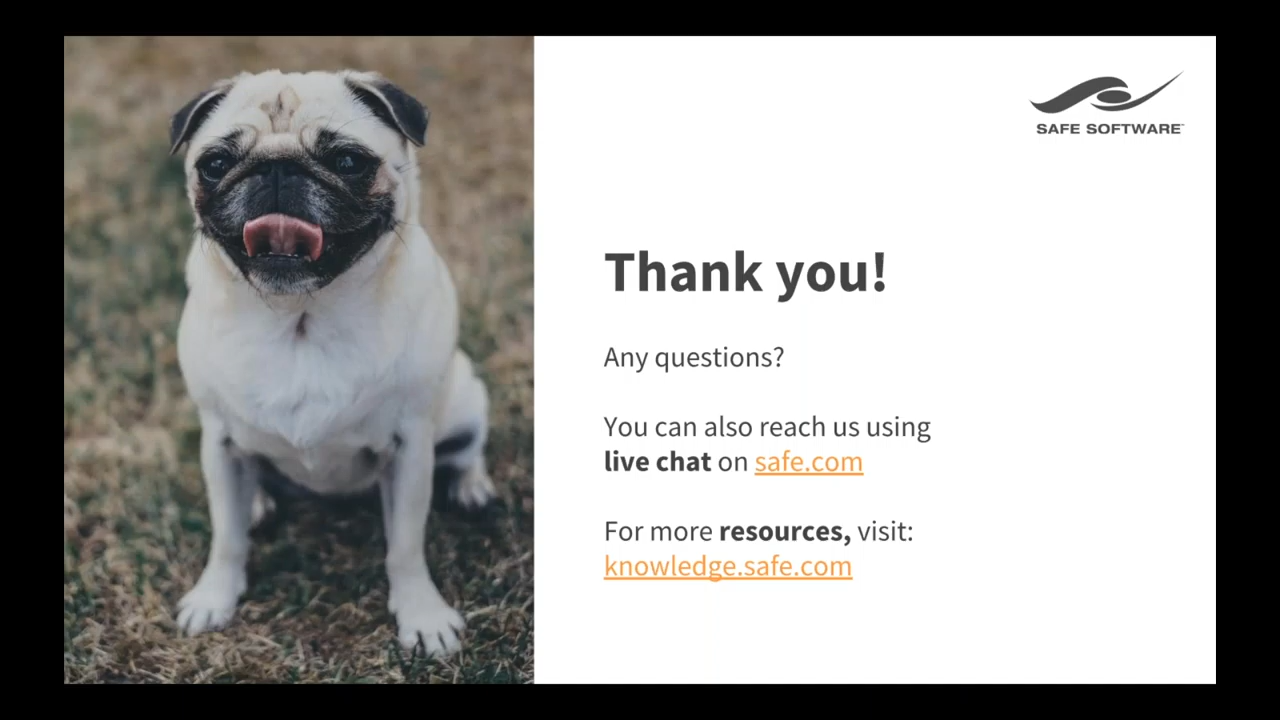 SAFE SOFTWARE
Thank you!
Any questions?
You can also reach us using
live chat on safe.com
For more resources, visit:
knowledge.safe.com